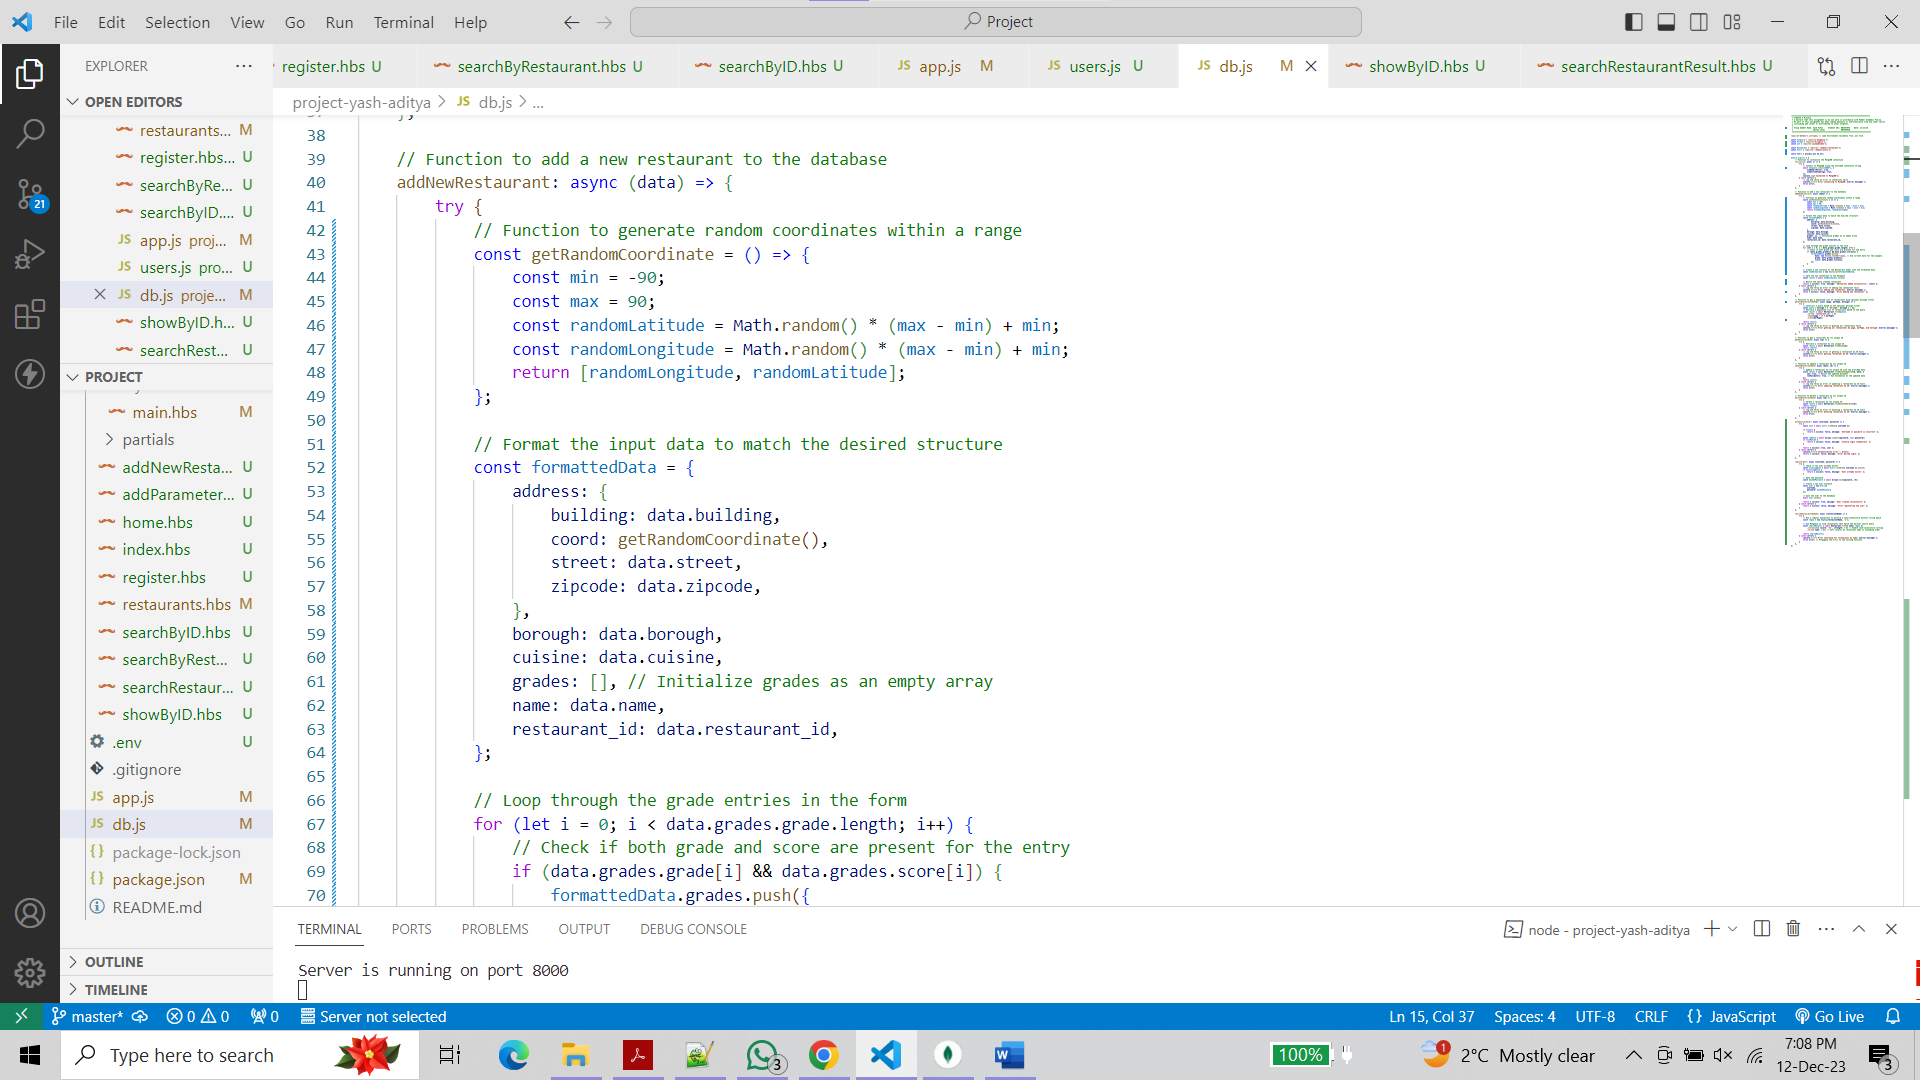 File Edit Selection View Go Run Terminal Help
Project
EXPLORER
register.hbs U
searchByRestaurant.hbs U
searchByID.hbs U
JS app.js M
JS users.js U
JS db.js M
showByID.hbs U
searchRestaurantResult.hbs U
OPEN EDITORS
restaurants... M
register.hbs... U
searchByRe... U
searchByID.... U
JS app.js proj... M
JS users.js pro... U
JS db.js proje... M
showByID.h... U
searchRest... U
PROJECT
main.hbs M
partials
addNewResta... U
addParameter... U
home.hbs U
index.hbs U
register.hbs U
restaurants.hbs M
searchByID.hbs U
searchByRest... U
searchRestaur... U
showByID.hbs U
.env U
.gitignore
JS app.js M
JS db.js M
{} package-lock.json
{} package.json M
README.md
OUTLINE
TIMELINE
project-yash-aditya > JS db.js > ...
37 },
38
39 // Function to add a new restaurant to the database
40 addNewRestaurant: async (data) => {
41 try {
42 // Function to generate random coordinates within a range
43 const getRandomCoordinate = () => {
44 const min = -90;
45 const max = 90;
46 const randomLatitude = Math.random() * (max - min) + min;
47 const randomLongitude = Math.random() * (max - min) + min;
48 return [randomLongitude, randomLatitude];
49 };
50
51 // Format the input data to match the desired structure
52 const formattedData = {
53 address: {
54 building: data.building,
55 coord: getRandomCoordinate(),
56 street: data.street,
57 zipcode: data.zipcode,
58 },
59 borough: data.borough,
60 cuisine: data.cuisine,
61 grades: [], // Initialize grades as an empty array
62 name: data.name,
63 restaurant_id: data.restaurant_id,
64 };
65
66 // Loop through the grade entries in the form
67 for (let i = 0; i < data.grades.grade.length; i++) {
68 // Check if both grade and score are present for the entry
69 if (data.grades.grade[i] && data.grades.score[i]) {
70 formattedData.grades.push({
TERMINAL PORTS PROBLEMS OUTPUT DEBUG CONSOLE
node - project-yash-aditya
Server is running on port 8000
21
master* 0 0 0 Server not selected
Ln 15, Col 37 Spaces: 4 UTF-8 CRLF {} JavaScript Go Live
Type here to search
3
100%
1
2°C Mostly clear
7:08 PM
12-Dec-23
3